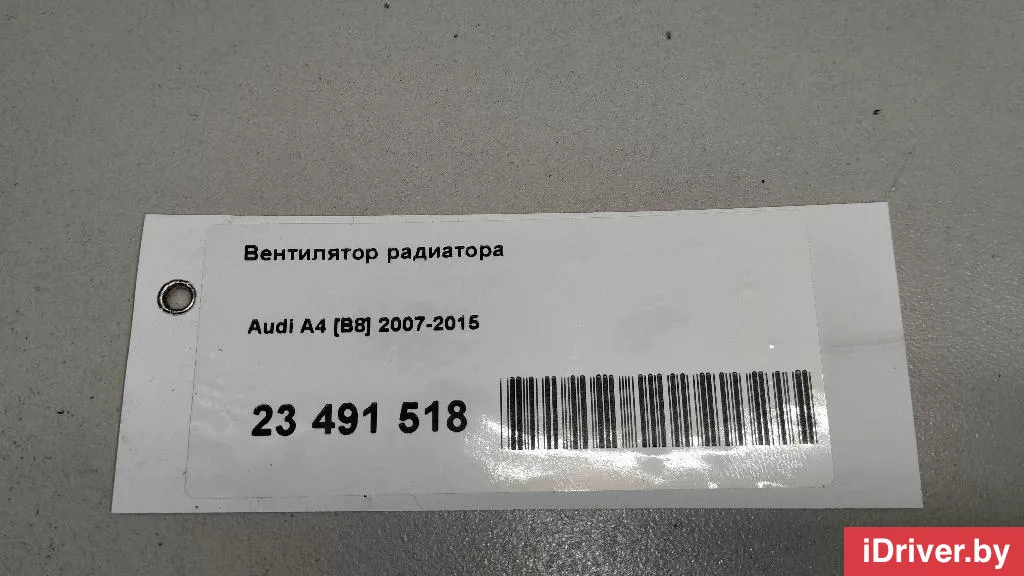 Вентилятор радиатора
Audi A4 [B8] 2007-2015
23 491 518
iDriver.by